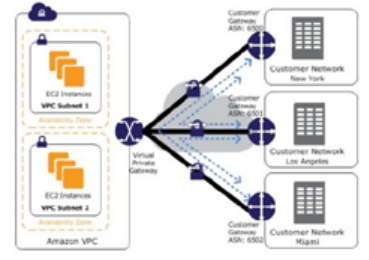 EC2 Instances
VPC Subnet 1
Availability Zone
EC2 Instances
VPC Subnet 2
Availability Zone
Amazon VPC
Virtual
Private
Gateway
Customer
Gateway
ASN: 6500
Customer
Gateway
ASN: 6501
Customer
Gateway
ASN: 6502
Customer Network
New York
Customer Network
Los Angeles
Customer Network
Miami